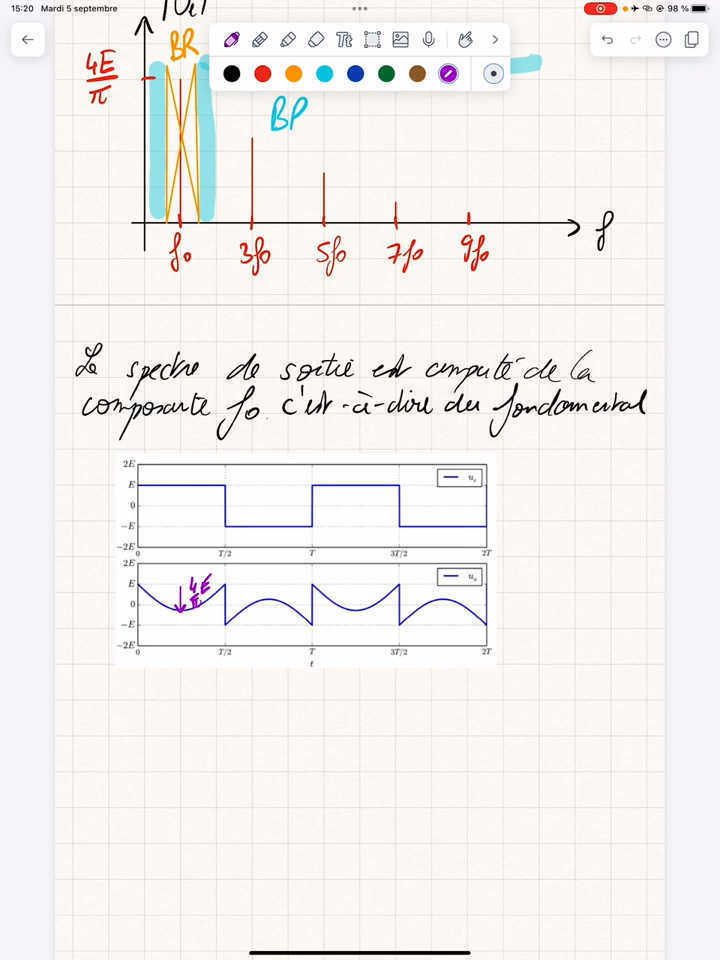 15:20 Mardi 5 septembre
98 %
Tt
BR
4E
π
BP
f
f0 3f0 5f0 7f0 9f0
Le spectre de sortie est amputé de la
composante f0. c'est-à-dire du fondamental
2E
E
0
−E
−2E
u_e
0 T/2 T 3T/2 2T
2E
E
0
−E
−2E
4E
π
u_s
0 T/2 T 3T/2 2T
t